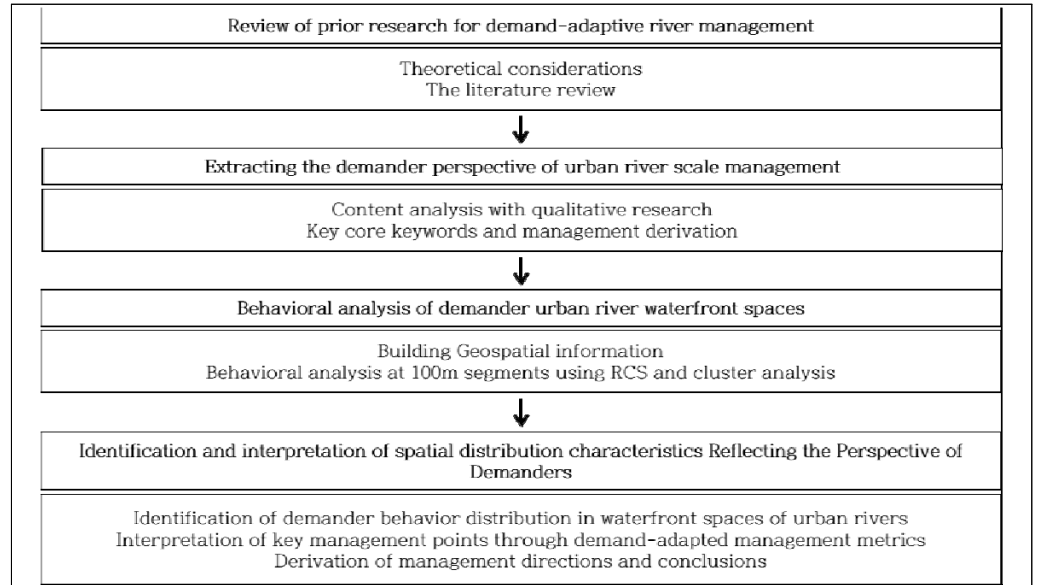 Review of prior research for demand-adaptive river management
Theoretical considerations
The literature review
Extracting the demander perspective of urban river scale management
Content analysis with qualitative research
Key core keywords and management derivation
Behavioral analysis of demander urban river waterfront spaces
Building Geospatial information
Behavioral analysis at 100m segments using RCS and cluster analysis
Identification and interpretation of spatial distribution characteristics Reflecting the Perspective of
Demanders
Identification of demander behavior distribution in waterfront spaces of urban rivers
Interpretation of key management points through demand-adapted management metrics
Derivation of management directions and conclusions